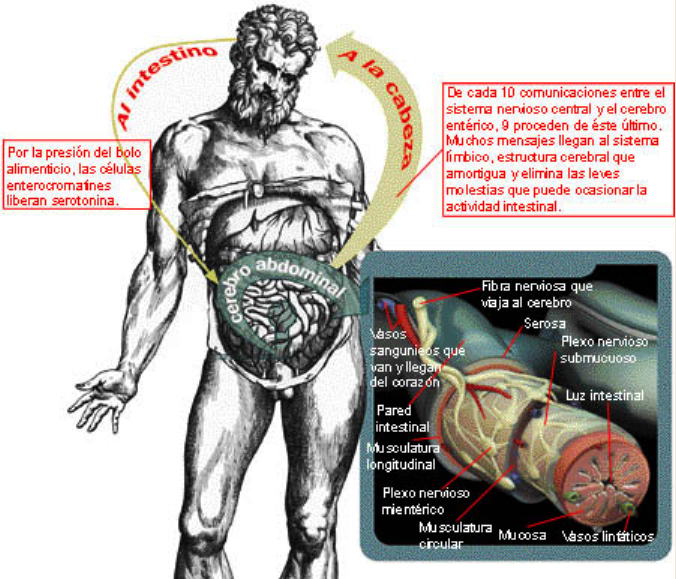 Al intestino
A la cabeza
De cada 10 comunicaciones entre el
sistema nervioso central y el cerebro
entérico, 9 proceden de éste último.
Muchos mensajes llegan al sistema
límbico, estructura cerebral que
amortigua y elimina las leves
molestias que puede ocasionar la
actividad intestinal.
Por la presión del bolo
alimenticio, las células
enterocromafines
liberan serotonina.
cerebro abdominal
Fibra nerviosa que
viaja al cerebro
Serosa
Vasos
sangunieos que
van y llegan
del corazón
Plexo nervioso
submucuoso
Luz intestinal
Pared
intestinal
Musculatura
longitudinal
Plexo nervioso
mientérico
Musculatura
circular
Mucosa
Vasos linfáticos